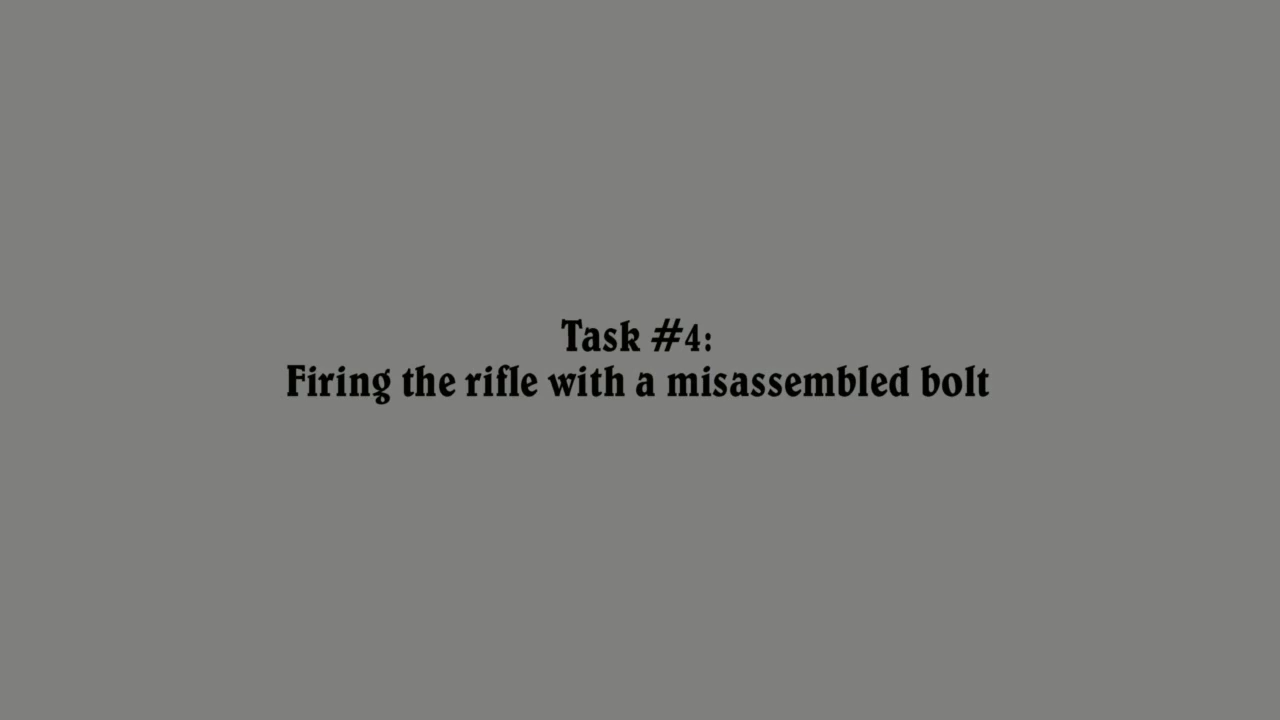 Task #4:
Firing the rifle with a misassembled bolt